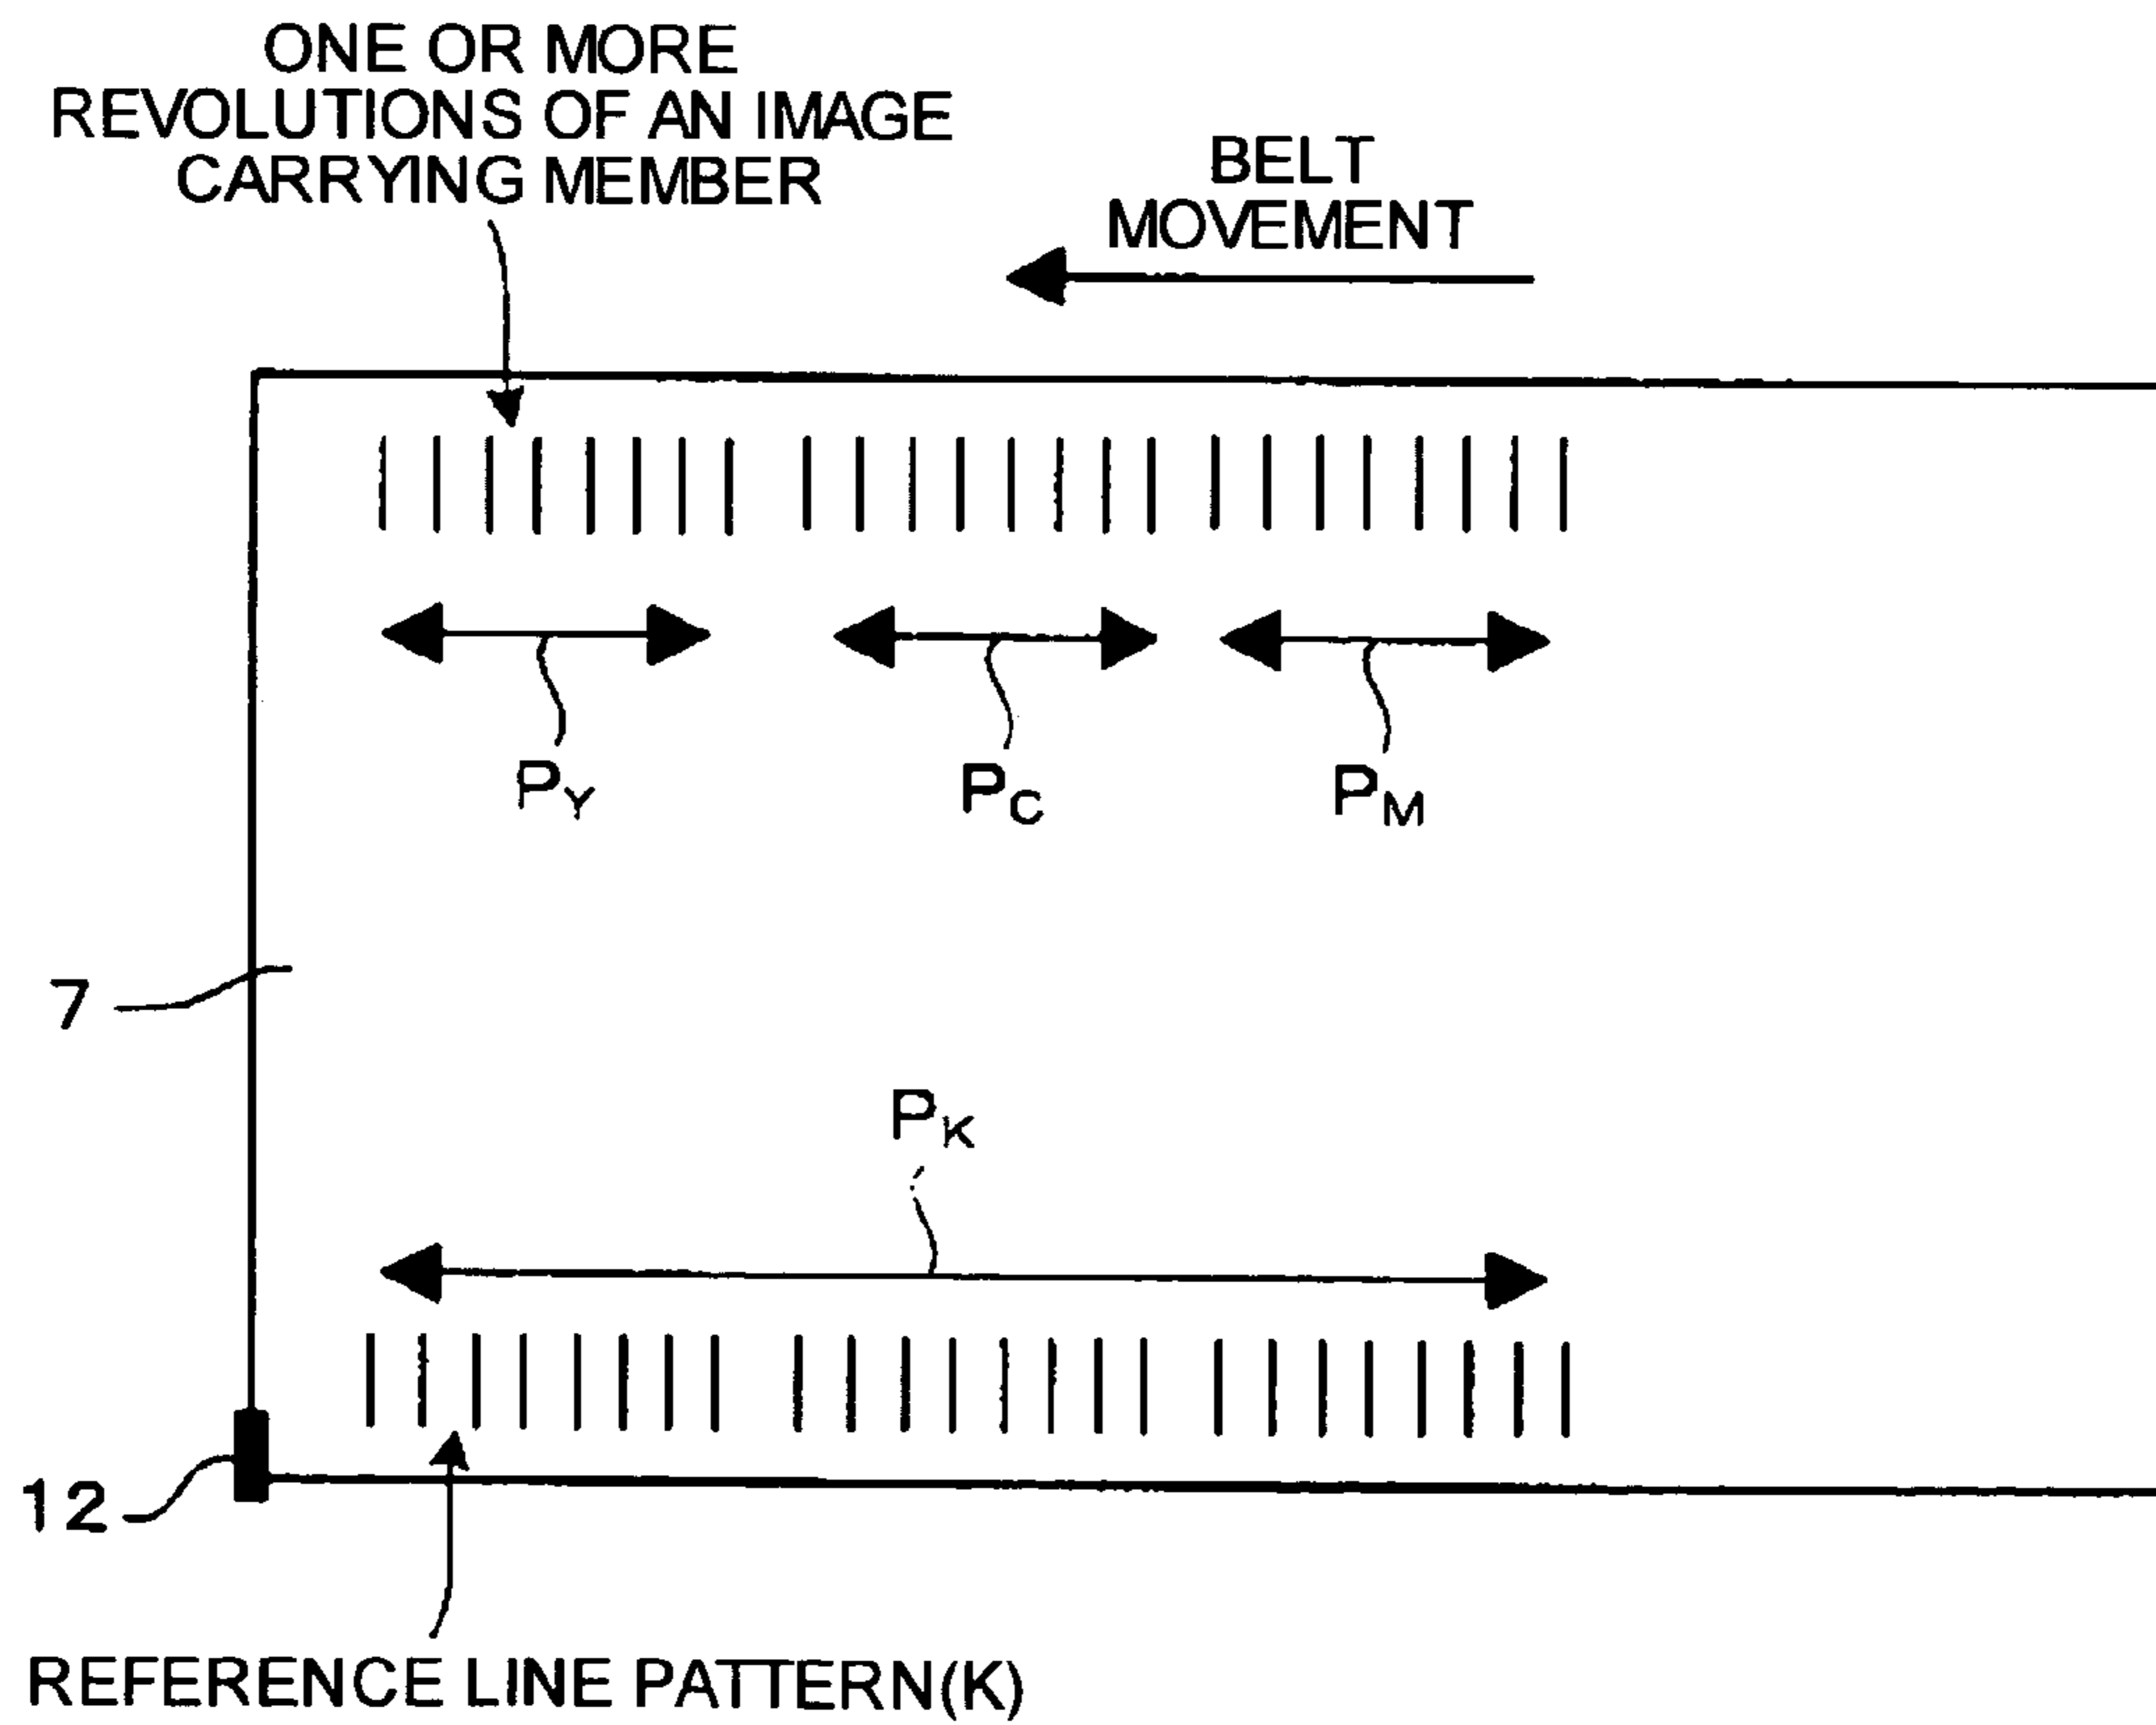 ONE OR MORE
REVOLUTIONS OF AN IMAGE
CARRYING MEMBER
BELT
MOVEMENT
PY
PC
PM
7
PK
12
REFERENCE LINE PATTERN(K)